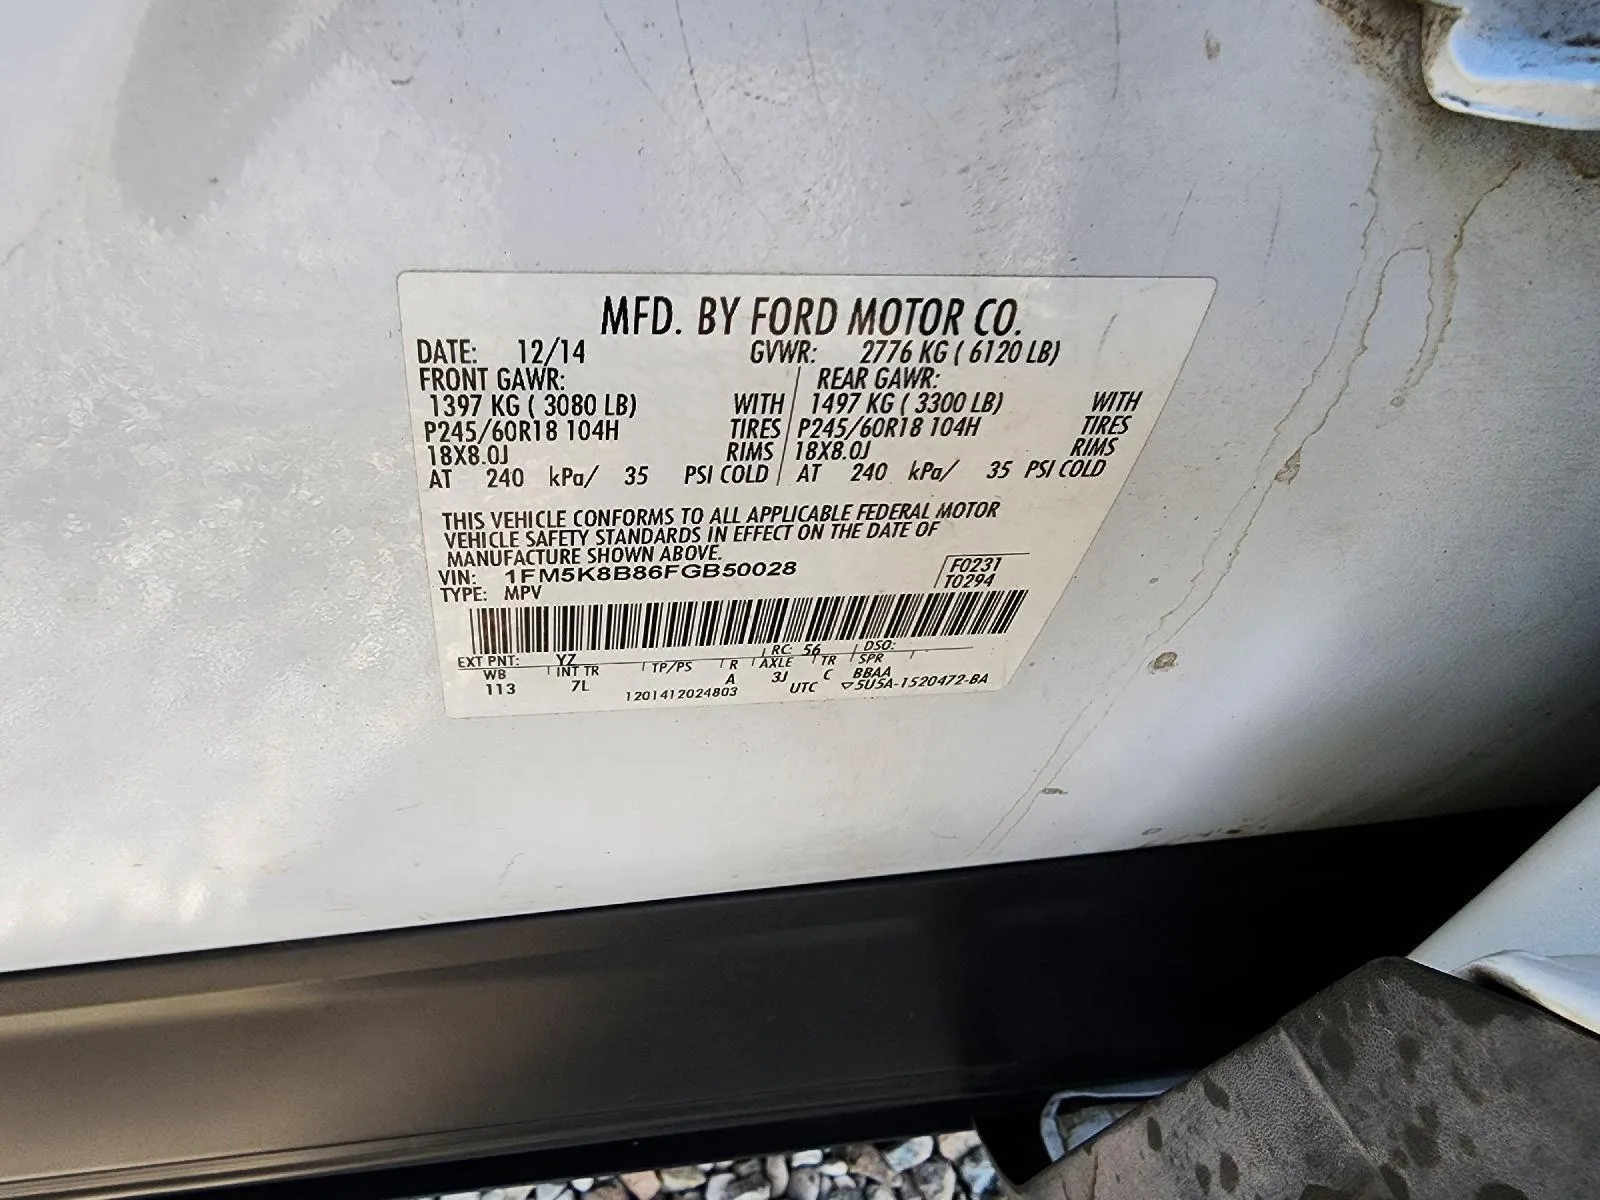 MFD. BY FORD MOTOR CO.
DATE: 12/14 GVWR: 2776 KG ( 6120 LB)
FRONT GAWR: REAR GAWR:
1397 KG ( 3080 LB) WITH 1497 KG ( 3300 LB) WITH
P245/60R18 104H TIRES P245/60R18 104H TIRES
18X8.0J RIMS 18X8.0J RIMS
AT 240 kPa/ 35 PSI COLD AT 240 kPa/ 35 PSI COLD
THIS VEHICLE CONFORMS TO ALL APPLICABLE FEDERAL MOTOR
VEHICLE SAFETY STANDARDS IN EFFECT ON THE DATE OF
MANUFACTURE SHOWN ABOVE.
VIN: 1FM5K8B86FGB50028 F0231
TYPE: MPV T0294
EXT PNT: YZ RC: 56 DSO:
WB INT TR TP/PS R AXLE TR SPR
113 7L A 3J C BBAA
1201412024803 UTC ▽5U5A-1520472-BA